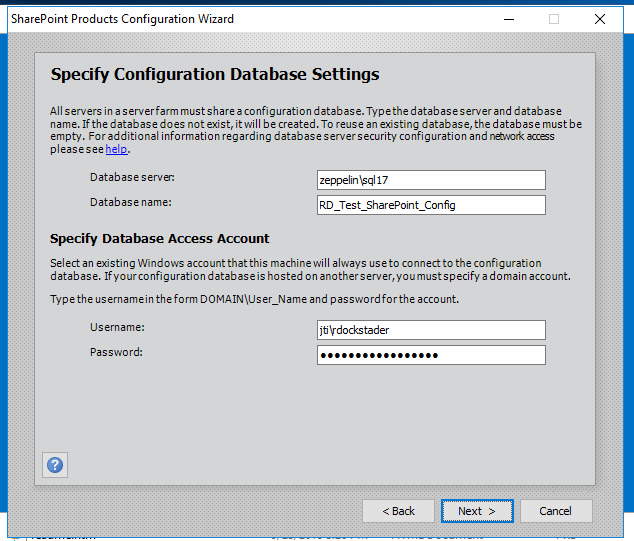 SharePoint Products Configuration Wizard
Specify Configuration Database Settings
All servers in a server farm must share a configuration database. Type the database server and database
name. If the database does not exist, it will be created. To reuse an existing database, the database must be
empty. For additional information regarding database server security configuration and network access
please see help.
Database server:
zeppelin\sql17
Database name:
RD_Test_SharePoint_Config
Specify Database Access Account
Select an existing Windows account that this machine will always use to connect to the configuration
database. If your configuration database is hosted on another server, you must specify a domain account.
Type the username in the form DOMAIN\User_Name and password for the account.
Username:
jti\rdockstader
Password:
●●●●●●●●●●●●●●●●●
?
< Back
Next >
Cancel